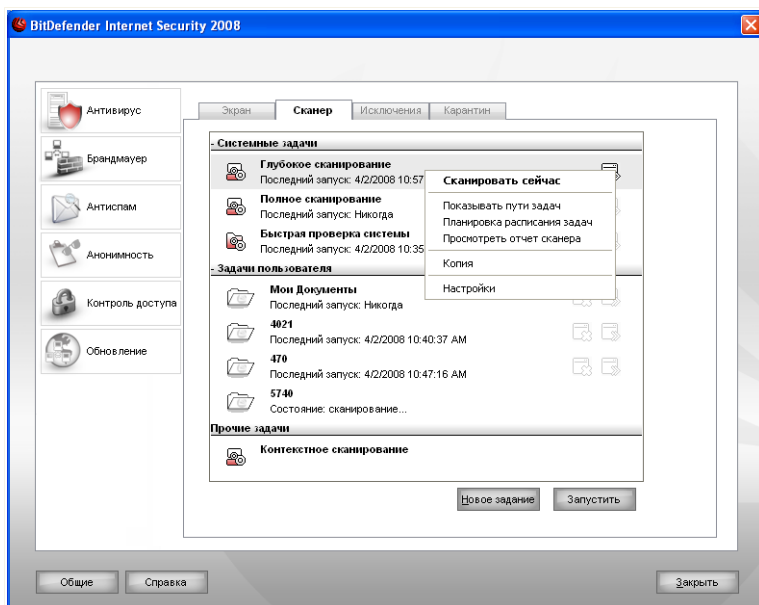 BitDefender Internet Security 2008
Антивирус
Брандмауер
Антиспам
Анонимность
Контроль доступа
Обновление
Экран
Сканер
Исключения
Карантин
- Системные задачи
Глубокое сканирование
Последний запуск: 4/2/2008 10:57
Полное сканирование
Последний запуск: Никогда
Быстрая проверка системы
Последний запуск: 4/2/2008 10:35
Сканировать сейчас
Показывать пути задач
Планировка расписания задач
Просмотреть отчет сканера
Копия
Настройки
- Задачи пользователя
Мои Документы
Последний запуск: Никогда
4021
Последний запуск: 4/2/2008 10:40:37 AM
470
Последний запуск: 4/2/2008 10:47:16 AM
5740
Состояние: сканирование...
Прочие задачи
Контекстное сканирование
Новое задание
Запустить
Общие
Справка
Закрыть